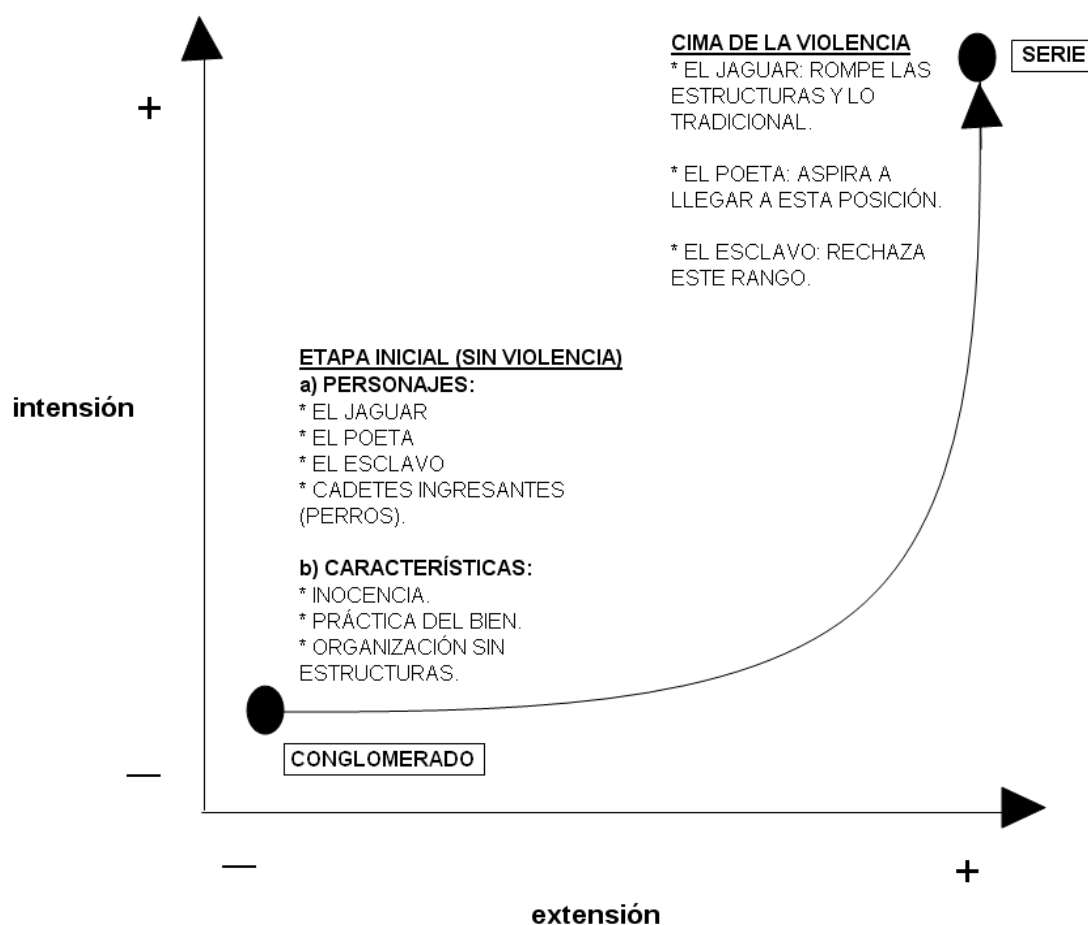 CIMA DE LA VIOLENCIA
* EL JAGUAR: ROMPE LAS
ESTRUCTURAS Y LO
TRADICIONAL.
* EL POETA: ASPIRA A
LLEGAR A ESTA POSICIÓN.
* EL ESCLAVO: RECHAZA
ESTE RANGO.
SERIE
+
ETAPA INICIAL (SIN VIOLENCIA)
a) PERSONAJES:
* EL JAGUAR
* EL POETA
* EL ESCLAVO
* CADETES INGRESANTES
(PERROS).
b) CARACTERÍSTICAS:
* INOCENCIA.
* PRÁCTICA DEL BIEN.
* ORGANIZACIÓN SIN
ESTRUCTURAS.
intensión
CONGLOMERADO
—
—
+
extensión